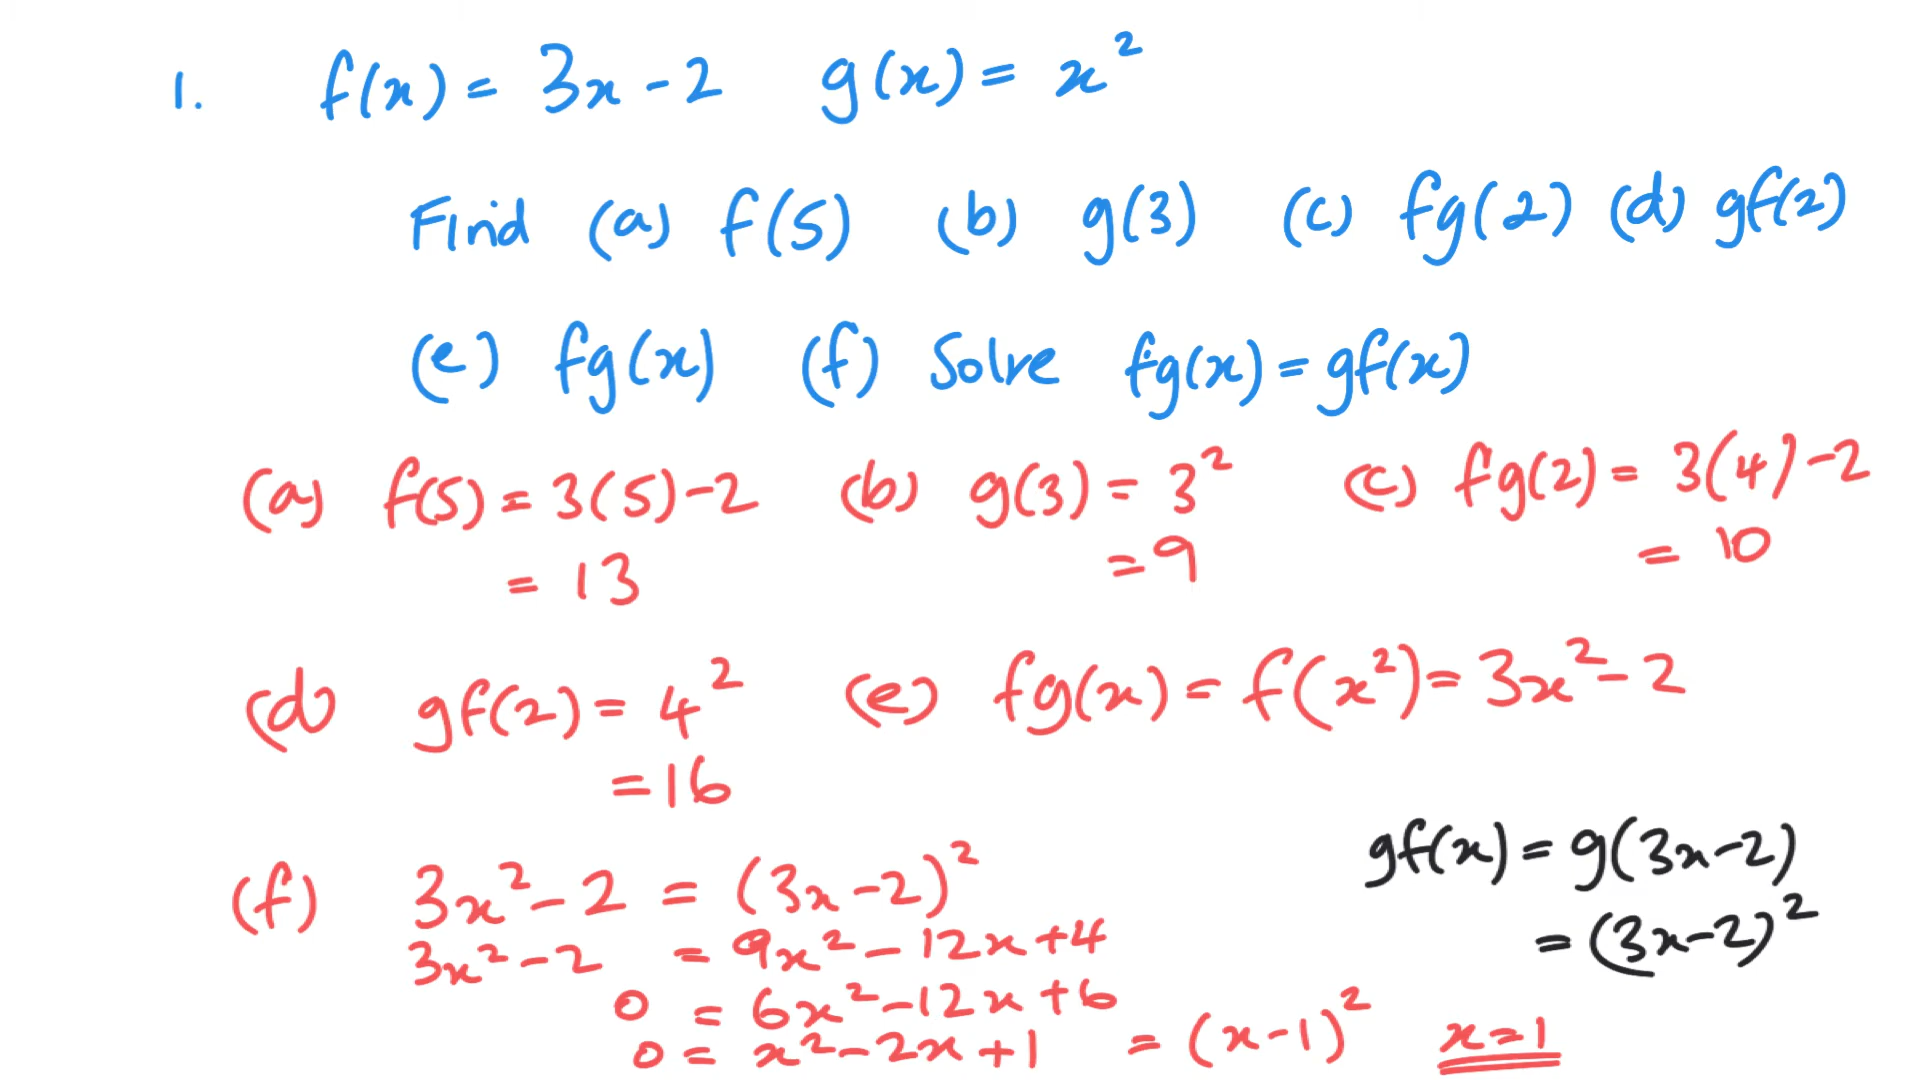 1. f(x) = 3x - 2 g(x) = x²
Find (a) f(5) (b) g(3) (c) fg(2) (d) gf(2)
(e) fg(x) (f) Solve fg(x) = gf(x)
(a) f(5) = 3(5) - 2 (b) g(3) = 3² (c) fg(2) = 3(4) - 2
= 13 = 9 = 10
(d) gf(2) = 4² (e) fg(x) = f(x²) = 3x² - 2
= 16
gf(x) = g(3x - 2)
= (3x - 2)²
(f) 3x² - 2 = (3x - 2)²
3x² - 2 = 9x² - 12x + 4
0 = 6x² - 12x + 6
0 = x² - 2x + 1 = (x - 1)² x = 1